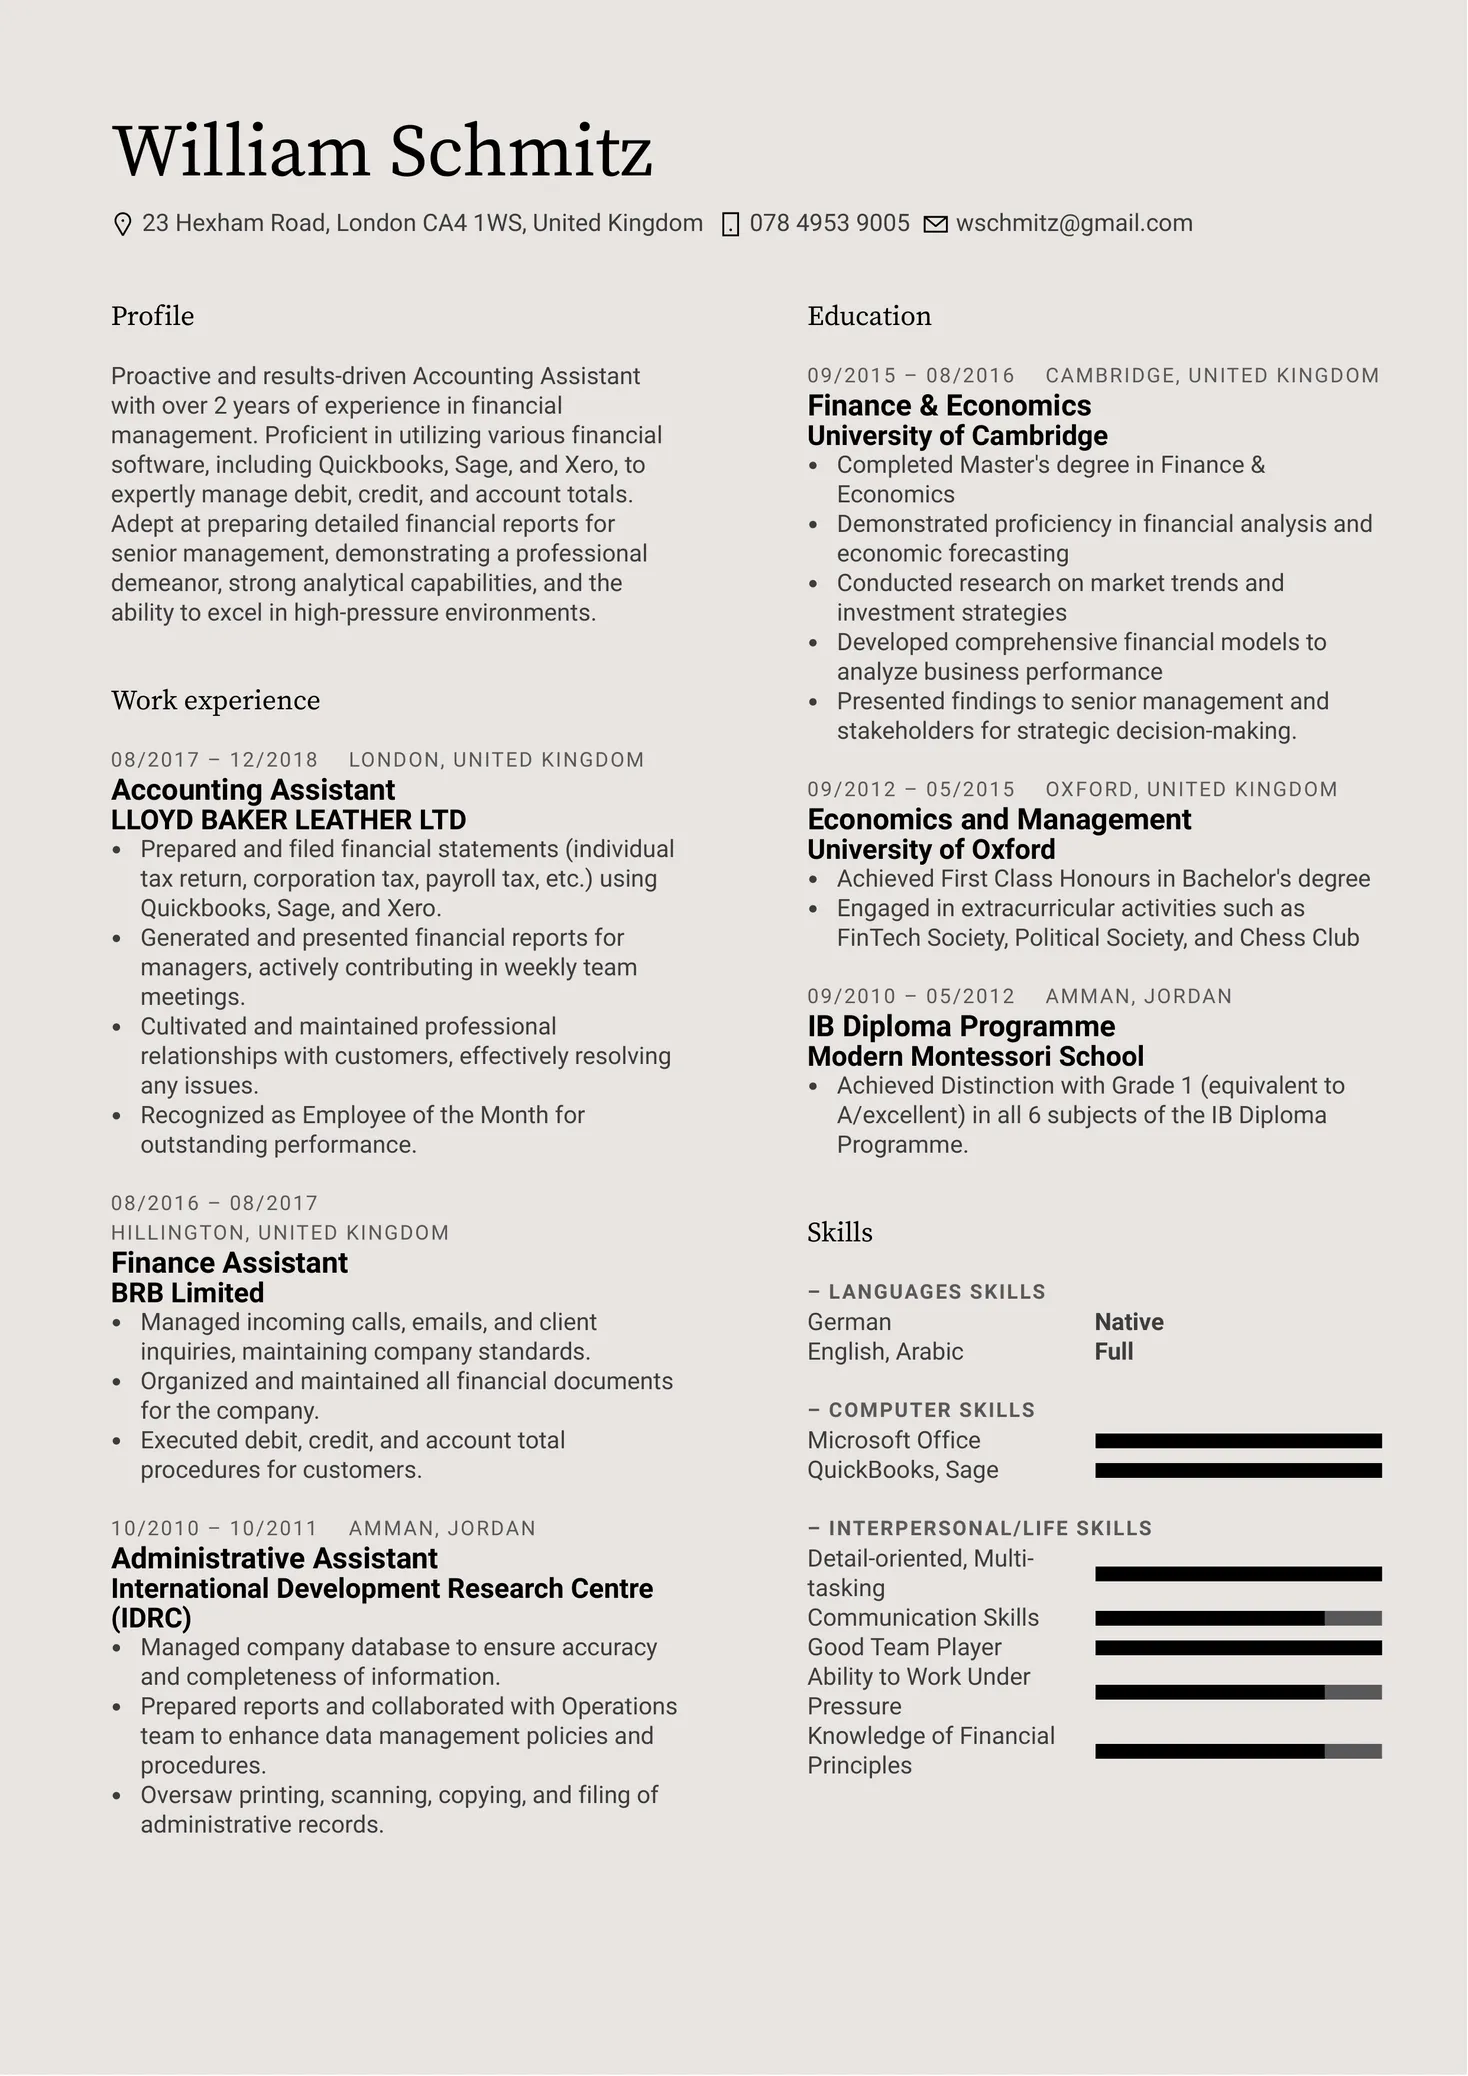 William Schmitz
23 Hexham Road, London CA4 1WS, United Kingdom 078 4953 9005 wschmitz@gmail.com
Profile
Proactive and results-driven Accounting Assistant
with over 2 years of experience in financial
management. Proficient in utilizing various financial
software, including Quickbooks, Sage, and Xero, to
expertly manage debit, credit, and account totals.
Adept at preparing detailed financial reports for
senior management, demonstrating a professional
demeanor, strong analytical capabilities, and the
ability to excel in high-pressure environments.
Work experience
08/2017 – 12/2018 LONDON, UNITED KINGDOM
Accounting Assistant
LLOYD BAKER LEATHER LTD
• Prepared and filed financial statements (individual
tax return, corporation tax, payroll tax, etc.) using
Quickbooks, Sage, and Xero.
• Generated and presented financial reports for
managers, actively contributing in weekly team
meetings.
• Cultivated and maintained professional
relationships with customers, effectively resolving
any issues.
• Recognized as Employee of the Month for
outstanding performance.
08/2016 – 08/2017
HILLINGTON, UNITED KINGDOM
Finance Assistant
BRB Limited
• Managed incoming calls, emails, and client
inquiries, maintaining company standards.
• Organized and maintained all financial documents
for the company.
• Executed debit, credit, and account total
procedures for customers.
10/2010 – 10/2011 AMMAN, JORDAN
Administrative Assistant
International Development Research Centre
(IDRC)
• Managed company database to ensure accuracy
and completeness of information.
• Prepared reports and collaborated with Operations
team to enhance data management policies and
procedures.
• Oversaw printing, scanning, copying, and filing of
administrative records.
Education
09/2015 – 08/2016 CAMBRIDGE, UNITED KINGDOM
Finance & Economics
University of Cambridge
• Completed Master's degree in Finance &
Economics
• Demonstrated proficiency in financial analysis and
economic forecasting
• Conducted research on market trends and
investment strategies
• Developed comprehensive financial models to
analyze business performance
• Presented findings to senior management and
stakeholders for strategic decision-making.
09/2012 – 05/2015 OXFORD, UNITED KINGDOM
Economics and Management
University of Oxford
• Achieved First Class Honours in Bachelor's degree
• Engaged in extracurricular activities such as
FinTech Society, Political Society, and Chess Club
09/2010 – 05/2012 AMMAN, JORDAN
IB Diploma Programme
Modern Montessori School
• Achieved Distinction with Grade 1 (equivalent to
A/excellent) in all 6 subjects of the IB Diploma
Programme.
Skills
– LANGUAGES SKILLS
German Native
English, Arabic Full
– COMPUTER SKILLS
Microsoft Office
QuickBooks, Sage
– INTERPERSONAL/LIFE SKILLS
Detail-oriented, Multi-
tasking
Communication Skills
Good Team Player
Ability to Work Under
Pressure
Knowledge of Financial
Principles